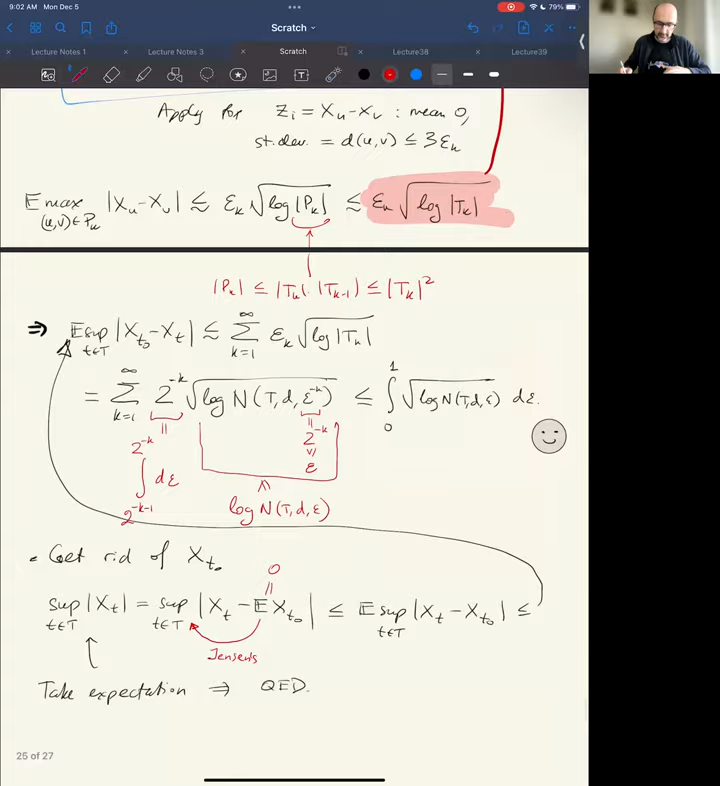 9:02 AM Mon Dec 5
79%
Scratch
Lecture Notes 1
Lecture Notes 3
Scratch
Lecture38
Lecture39
Apply for Z_i = X_u - X_v : mean 0,
st. dev. = d(u,v) ≤ 3ε_k
E max_{(u,v)∈P_k} |X_u - X_v| ≲ ε_k √(log |P_k|) ≲ ε_k √(log |T_k|)
|P_k| ≤ |T_k| · |T_{k-1}| ≤ |T_k|^2
⇒ E sup_{t∈T} |X_{t_0} - X_t| ≲ ∑_{k=1}^∞ ε_k √(log |T_k|)
= ∑_{k=1}^∞ 2^{-k} √(log N(T, d, ε^{-k})) ≤ ∫_0^1 √(log N(T, d, ε)) dε.
2^{-k} ∫_{2^{-k-1}} dε
= 2^{-k} ≥ ε
log N(T, d, ε)
• Get rid of X_{t_0}
0
=
sup_{t∈T} |X_t| = sup_{t∈T} |X_t - E X_{t_0}| ≤ E sup_{t∈T} |X_t - X_{t_0}| ≤
Jensen's
Take expectation ⇒ QED.
25 of 27